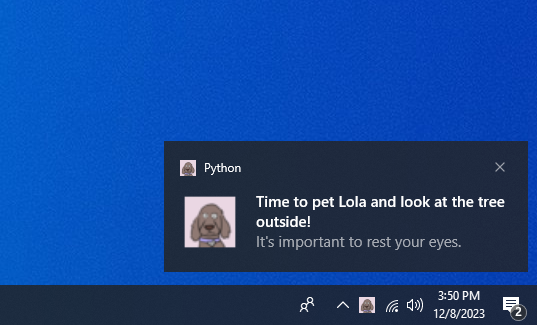 Python
Time to pet Lola and look at the tree
outside!
It's important to rest your eyes.
3:50 PM
12/8/2023
2